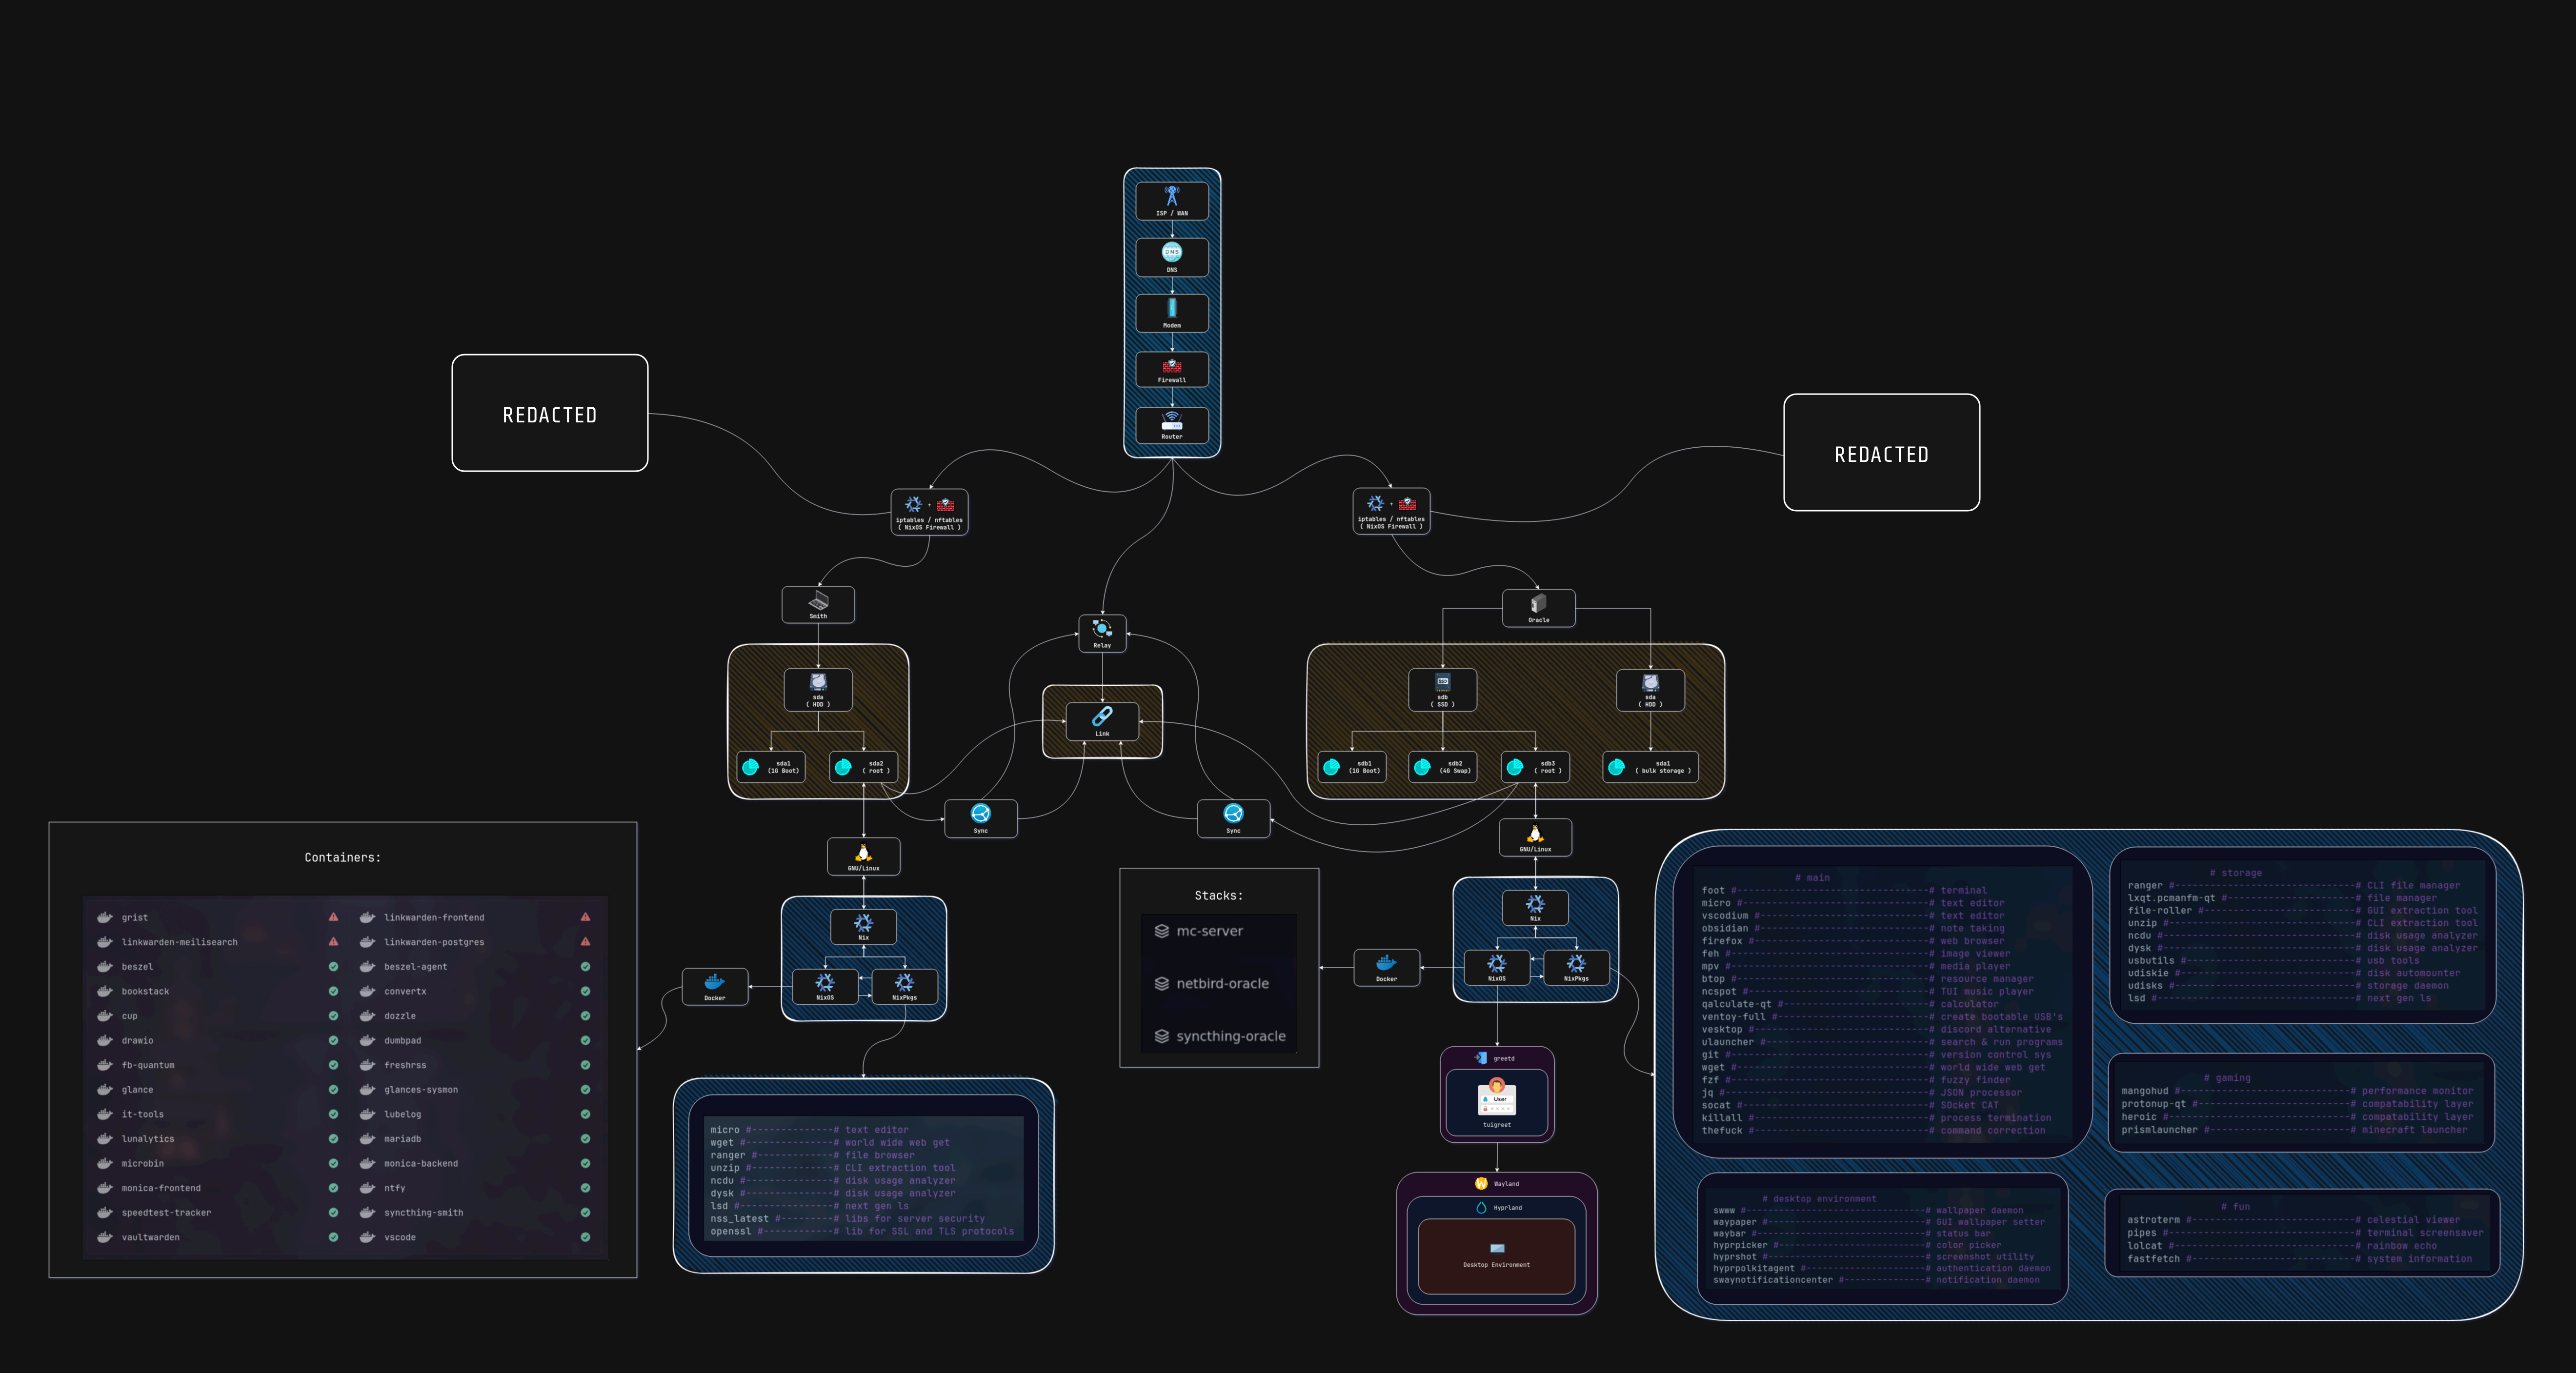 ISP / WAN
DNS
DNS
Modem
Firewall
Router
REDACTED
REDACTED
+
iptables / nftables
( NixOS Firewall )
+
iptables / nftables
( NixOS Firewall )
Smith
Relay
Oracle
sda
( HDD )
sda1
(1G Boot)
sda2
( root )
Link
sdb
( SSD )
sda
( HDD )
sdb1
(1G Boot)
sdb2
(4G Swap)
sdb3
( root )
sda1
( bulk storage )
Sync
Sync
GNU/Linux
GNU/Linux
Containers:
grist
linkwarden-frontend
linkwarden-meilisearch
linkwarden-postgres
beszel
beszel-agent
bookstack
convertx
cup
dozzle
drawio
dumbpad
fb-quantum
freshrss
glance
glances-sysmon
it-tools
lubelog
lunalytics
mariadb
microbin
monica-backend
monica-frontend
ntfy
speedtest-tracker
syncthing-smith
vaultwarden
vscode
Nix
NixOS
NixPkgs
Docker
micro #-------------# text editor
wget #--------------# world wide web get
ranger #------------# file browser
unzip #-------------# CLI extraction tool
ncdu #--------------# disk usage analyzer
dysk #--------------# disk usage analyzer
lsd #---------------# next gen ls
nss_latest #--------# libs for server security
openssl #-----------# lib for SSL and TLS protocols
Stacks:
mc-server
netbird-oracle
syncthing-oracle
Docker
Nix
NixOS
NixPkgs
greetd
User
tuigreet
Wayland
Hyprland
Desktop Environment
# main
foot #--------------------------------# terminal
micro #-------------------------------# text editor
vscodium #----------------------------# text editor
obsidian #----------------------------# note taking
firefox #-----------------------------# web browser
feh #---------------------------------# image viewer
mpv #---------------------------------# media player
btop #--------------------------------# resource manager
ncspot #------------------------------# TUI music player
qalculate-qt #------------------------# calculator
ventoy-full #-------------------------# create bootable USB's
vesktop #-----------------------------# discord alternative
ulauncher #---------------------------# search & run programs
git #---------------------------------# version control sys
wget #--------------------------------# world wide web get
fzf #---------------------------------# fuzzy finder
jq #----------------------------------# JSON processor
socat #-------------------------------# SOcket CAT
killall #-----------------------------# process termination
thefuck #-----------------------------# command correction
# storage
ranger #------------------------------# CLI file manager
lxqt.pcmanfm-qt #---------------------# file manager
file-roller #-------------------------# GUI extraction tool
unzip #-------------------------------# CLI extraction tool
ncdu #--------------------------------# disk usage analyzer
dysk #--------------------------------# disk usage analyzer
usbutils #----------------------------# usb tools
udiskie #-----------------------------# disk automounter
udisks #------------------------------# storage daemon
lsd #---------------------------------# next gen ls
# gaming
mangohud #----------------------------# performance monitor
protonup-qt #-------------------------# compatability layer
heroic #------------------------------# compatability layer
prismlauncher #-----------------------# minecraft launcher
# desktop environment
swww #--------------------------------# wallpaper daemon
waypaper #----------------------------# GUI wallpaper setter
waybar #------------------------------# status bar
hyprpicker #--------------------------# color picker
hyprshot #----------------------------# screenshot utility
hyprpolkitagent #---------------------# authentication daemon
swaynotificationcenter #--------------# notification daemon
# fun
astroterm #---------------------------# celestial viewer
pipes #-------------------------------# terminal screensaver
lolcat #------------------------------# rainbow echo
fastfetch #---------------------------# system information